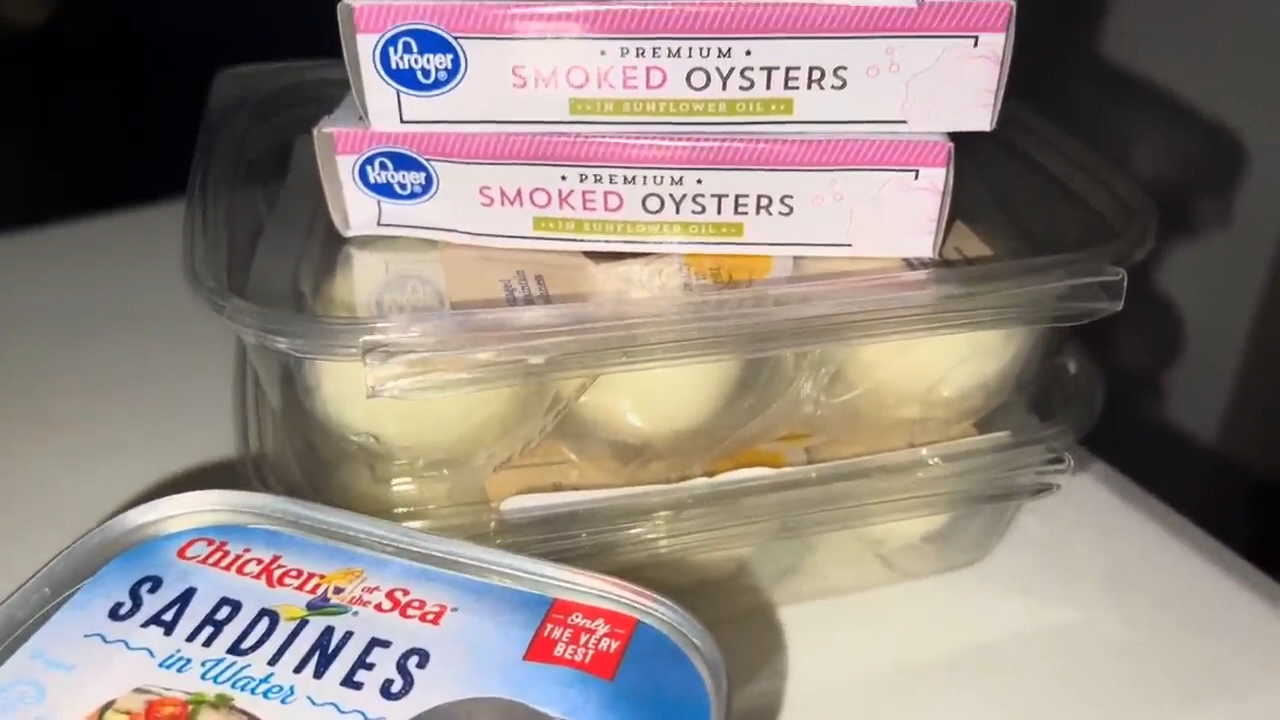 Kroger
PREMIUM
SMOKED OYSTERS
IN SUNFLOWER OIL
Kroger
PREMIUM
SMOKED OYSTERS
IN SUNFLOWER OIL
Chicken of the Sea
SARDINES
in Water
Only
THE VERY
BEST